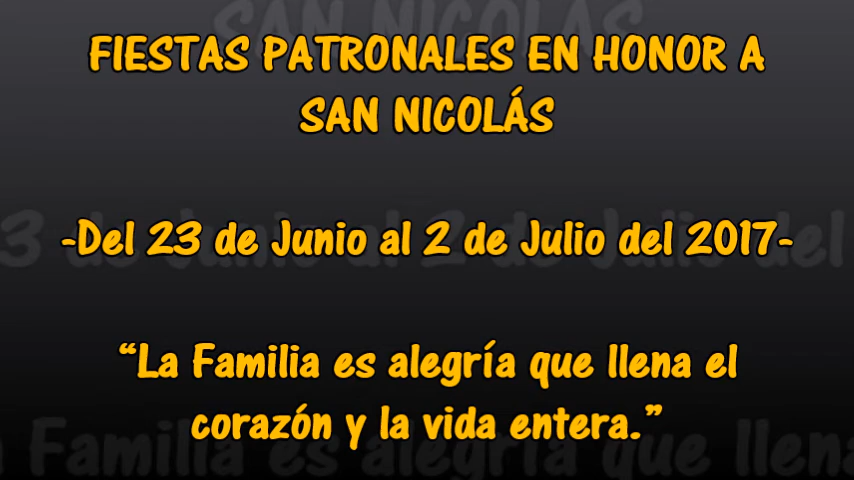 FIESTAS PATRONALES EN HONOR A
SAN NICOLÁS
-Del 23 de Junio al 2 de Julio del 2017-
“La Familia es alegría que llena el
corazón y la vida entera.”